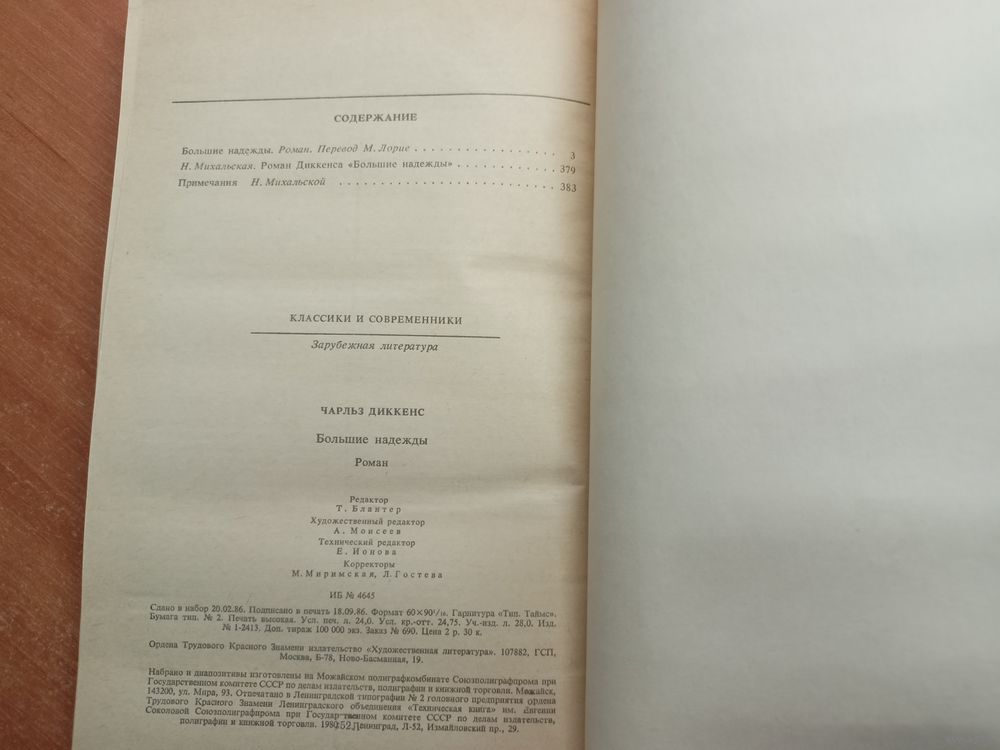 СОДЕРЖАНИЕ
Большие надежды. Роман. Перевод М. Лорие . . . . . . . . . . . . . . . . . 3
Н. Михальская. Роман Диккенса «Большие надежды» . . . . . . . . . . . . 379
Примечания Н. Михальской . . . . . . . . . . . . . . . . . . . . . . . . . 383
КЛАССИКИ И СОВРЕМЕННИКИ
Зарубежная литература
ЧАРЛЬЗ ДИККЕНС
Большие надежды
Роман
Редактор
Т. Блантер
Художественный редактор
А. Моисеев
Технический редактор
Е. Ионова
Корректоры
М. Миримская, Л. Гостева
ИБ № 4645
Сдано в набор 20.02.86. Подписано в печать 18.09.86. Формат 60×90¹/₁₆. Гарнитура «Тип. Таймс».
Бумага тип. № 2. Печать высокая. Усл. печ. л. 24,0. Усл. кр.-отт. 24,75. Уч.-изд. л. 28,0. Изд.
№ 1-2413. Доп. тираж 100 000 экз. Заказ № 690. Цена 2 р. 30 к.
Ордена Трудового Красного Знамени издательство «Художественная литература». 107882, ГСП,
Москва, Б-78, Ново-Басманная, 19.
Набрано и диапозитивы изготовлены на Можайском полиграфкомбинате Союзполиграфпрома при
Государственном комитете СССР по делам издательств, полиграфии и книжной торговли. Можайск,
143200, ул. Мира, 93. Отпечатано в Ленинградской типографии № 2 головного предприятия ордена
Трудового Красного Знамени Ленинградского объединения «Техническая книга» им. Евгении
Соколовой Союзполиграфпрома при Государственном комитете СССР по делам издательств,
полиграфии и книжной торговли. Ленинград, Л-52, Измайловский пр., 29.